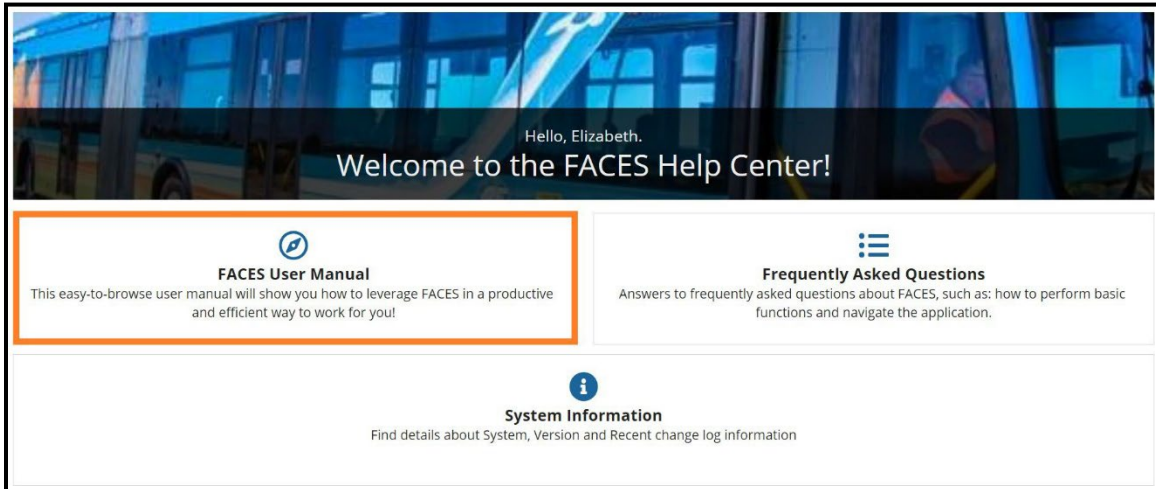 Hello, Elizabeth.
Welcome to the FACES Help Center!
FACES User Manual
This easy-to-browse user manual will show you how to leverage FACES in a productive
and efficient way to work for you!
Frequently Asked Questions
Answers to frequently asked questions about FACES, such as: how to perform basic
functions and navigate the application.
System Information
Find details about System, Version and Recent change log information